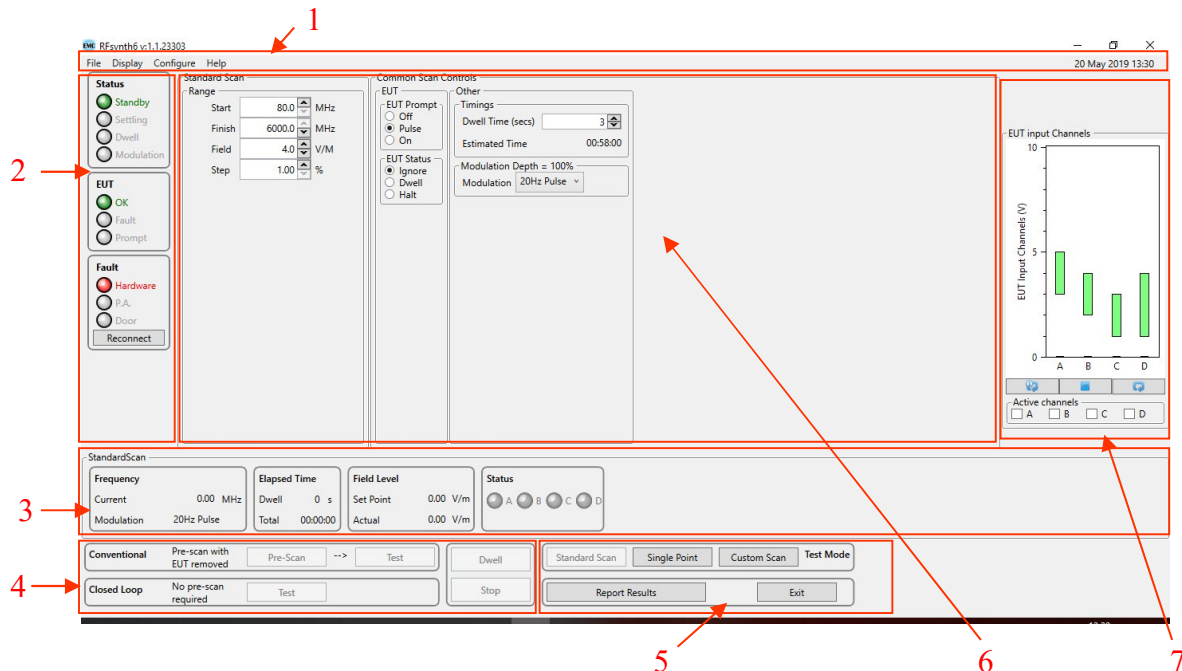 1
EMC RFsynth6 v:1.1.23303
File Display Configure Help
20 May 2019 13:30
2
Status
Standby
Settling
Dwell
Modulation
EUT
OK
Fault
Prompt
Fault
Hardware
P.A.
Door
Reconnect
Standard Scan
Range
Start 80.0 MHz
Finish 6000.0 MHz
Field 4.0 V/M
Step 1.00 %
Common Scan Controls
EUT
EUT Prompt
Off
Pulse
On
EUT Status
Ignore
Dwell
Halt
Other
Timings
Dwell Time (secs) 3
Estimated Time 00:58:00
Modulation Depth = 100%
Modulation 20Hz Pulse
EUT input Channels
EUT Input Channels (V)
10
5
0
A B C D
Active channels
A B C D
3
StandardScan
Frequency
Current 0.00 MHz
Modulation 20Hz Pulse
Elapsed Time
Dwell 0 s
Total 00:00:00
Field Level
Set Point 0.00 V/m
Actual 0.00 V/m
Status
A B C D
4
Conventional
Pre-scan with
EUT removed
Pre-Scan --> Test
Closed Loop
No pre-scan
required
Test
Dwell
Stop
Standard Scan Single Point Custom Scan Test Mode
Report Results Exit
5
6
7